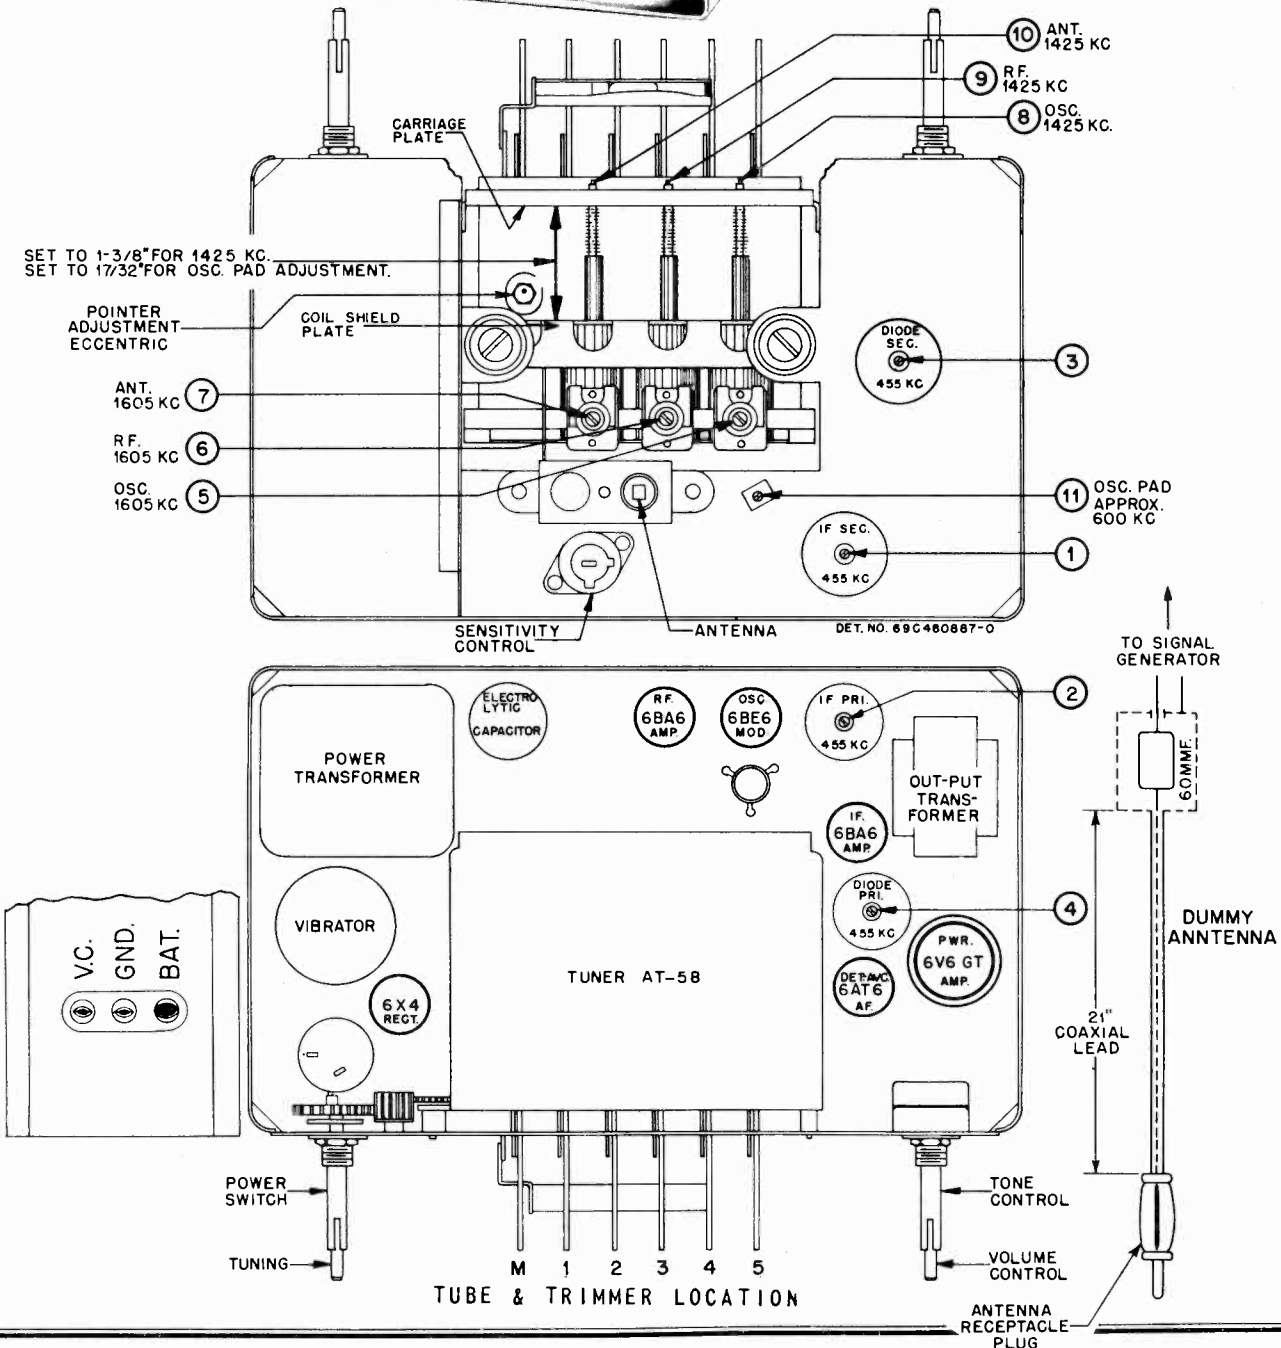 10 ANT.
1425 KC
9 R F.
1425 KC
8 OSC.
1425 KC.
CARRIAGE
PLATE
SET TO 1-3/8" FOR 1425 KC.
SET TO 17/32" FOR OSC. PAD ADJUSTMENT.
POINTER
ADJUSTMENT
ECCENTRIC
COIL SHIELD
PLATE
DIODE
SEC.
455 KC
3
ANT.
1605 KC 7
R F.
1605 KC 6
OSC.
1605 KC 5
11 OSC. PAD
APPROX.
600 KC
IF SEC.
455 KC
1
SENSITIVITY
CONTROL
ANTENNA
DET. NO. 69C460887-0
TO SIGNAL
GENERATOR
ELECTRO
LYTIC
CAPACITOR
R F.
6BA6
AMP.
OSC
6BE6
MOD
IF PRI.
455 KC
2
POWER
TRANSFORMER
OUT-PUT
TRANS-
FORMER
60MMF.
IF.
6BA6
AMP.
DIODE
PRI.
455 KC
4
VIBRATOR
V.C.
GND.
BAT.
DUMMY
ANNTENNA
PWR.
6V6 GT
AMP.
TUNER AT-58
DET-AVC
6AT6
AF.
6X4
RECT.
21"
COAXIAL
LEAD
POWER
SWITCH
TONE
CONTROL
TUNING
VOLUME
CONTROL
M 1 2 3 4 5
TUBE & TRIMMER LOCATION
ANTENNA
RECEPTACLE
PLUG